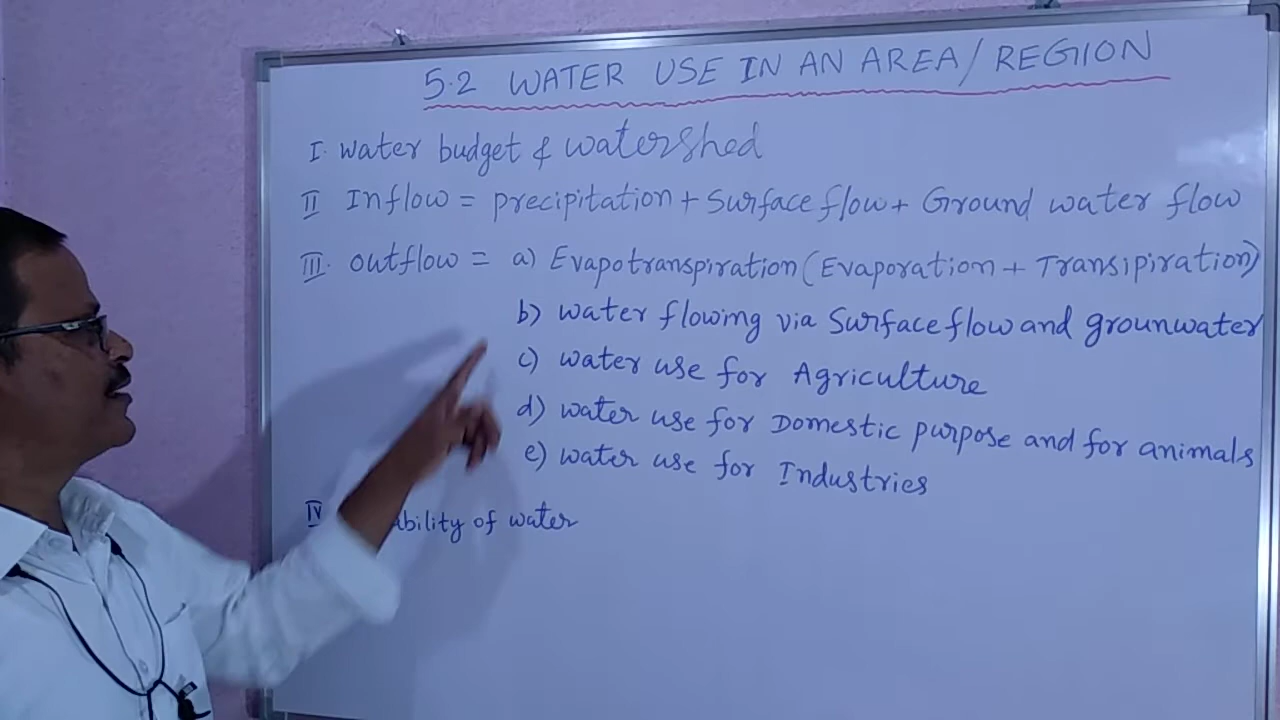 5.2 WATER USE IN AN AREA/REGION
I. water budget & watershed
II Inflow = precipitation + Surface flow + Ground water flow
III. outflow = a) Evapotranspiration (Evaporation + Transipiration)
b) water flowing via Surface flow and grounwater
c) water use for Agriculture
d) water use for Domestic purpose and for animals
e) water use for Industries
IV of water